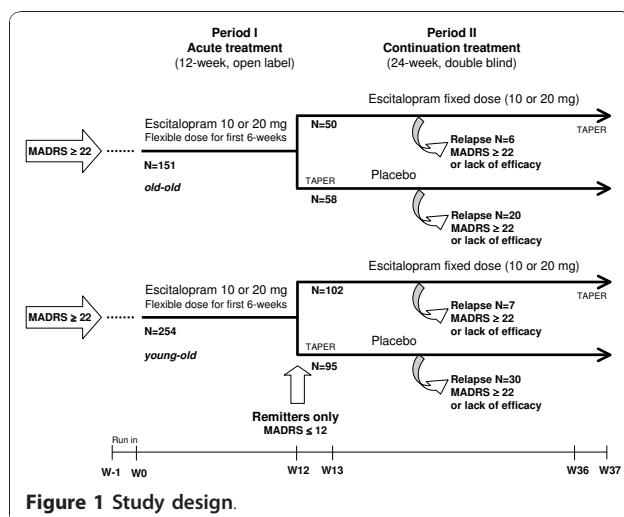 Period I
Acute treatment
(12-week, open label)
Period II
Continuation treatment
(24-week, double blind)
MADRS ≥ 22
Escitalopram 10 or 20 mg
Flexible dose for first 6-weeks
N=151
old-old
Escitalopram fixed dose (10 or 20 mg)
N=50
TAPER
Relapse N=6
MADRS ≥ 22
or lack of efficacy
TAPER
Placebo
N=58
Relapse N=20
MADRS ≥ 22
or lack of efficacy
MADRS ≥ 22
Escitalopram 10 or 20 mg
Flexible dose for first 6-weeks
N=254
young-old
Escitalopram fixed dose (10 or 20 mg)
N=102
TAPER
Relapse N=7
MADRS ≥ 22
or lack of efficacy
TAPER
Placebo
N=95
Relapse N=30
MADRS ≥ 22
or lack of efficacy
Remitters only
MADRS ≤ 12
Run in
W-1 W0 W12 W13 W36 W37
Figure 1 Study design.